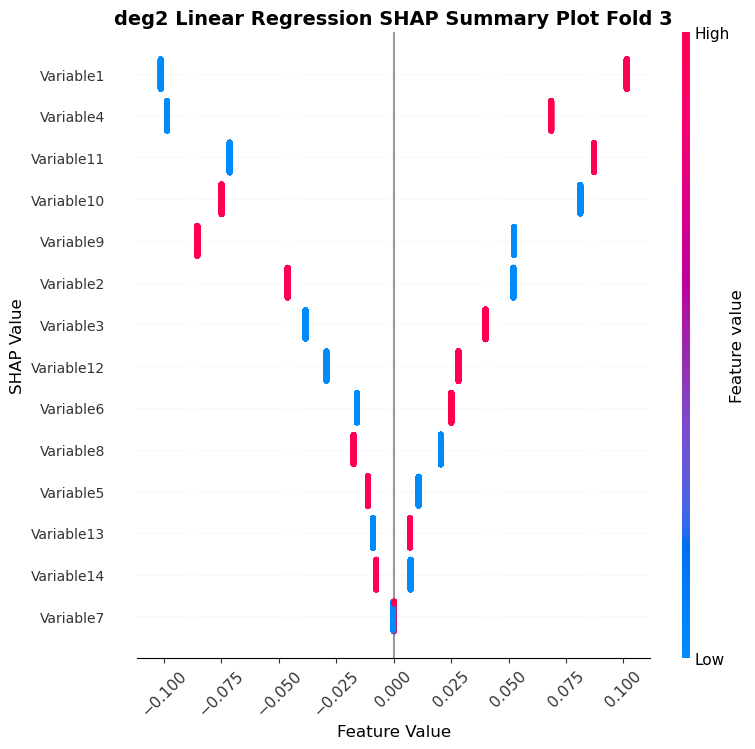 deg2 Linear Regression SHAP Summary Plot Fold 3
High
Variable1
Variable4
Variable11
Variable10
Variable9
Variable2
Variable3
Variable12
Variable6
Variable8
Variable5
Variable13
Variable14
Variable7
SHAP Value
Feature value
Low
−0.100
−0.075
−0.050
−0.025
0.000
0.025
0.050
0.075
0.100
Feature Value